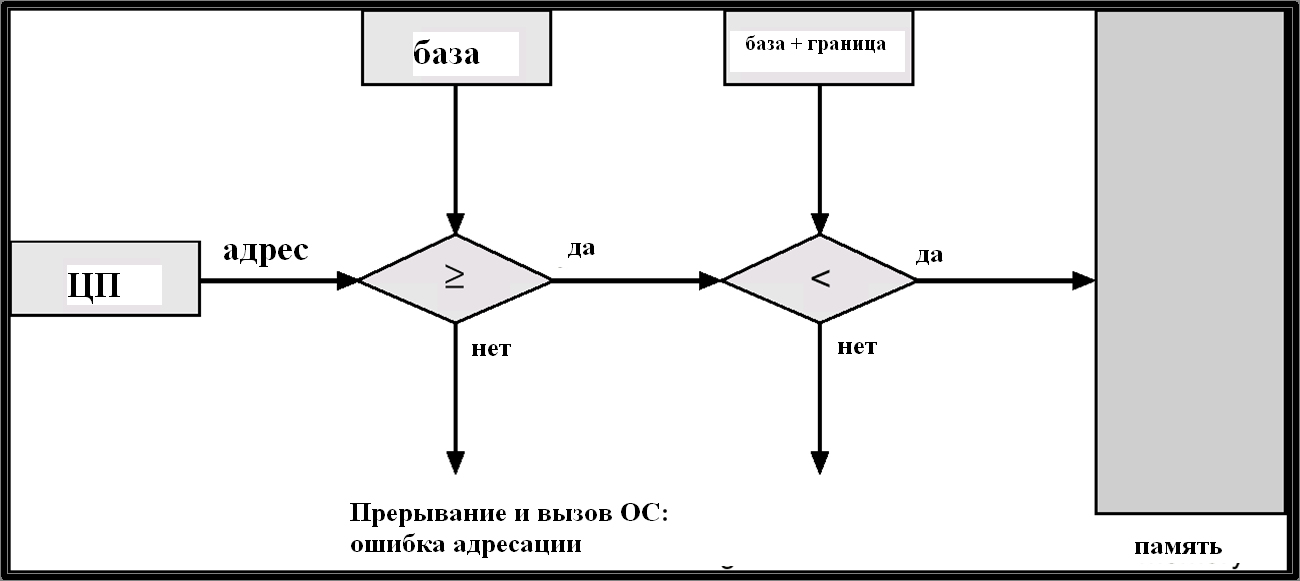 база
база + граница
ЦП
адрес
≥
да
<
да
нет
нет
Прерывание и вызов ОС:
ошибка адресации
память